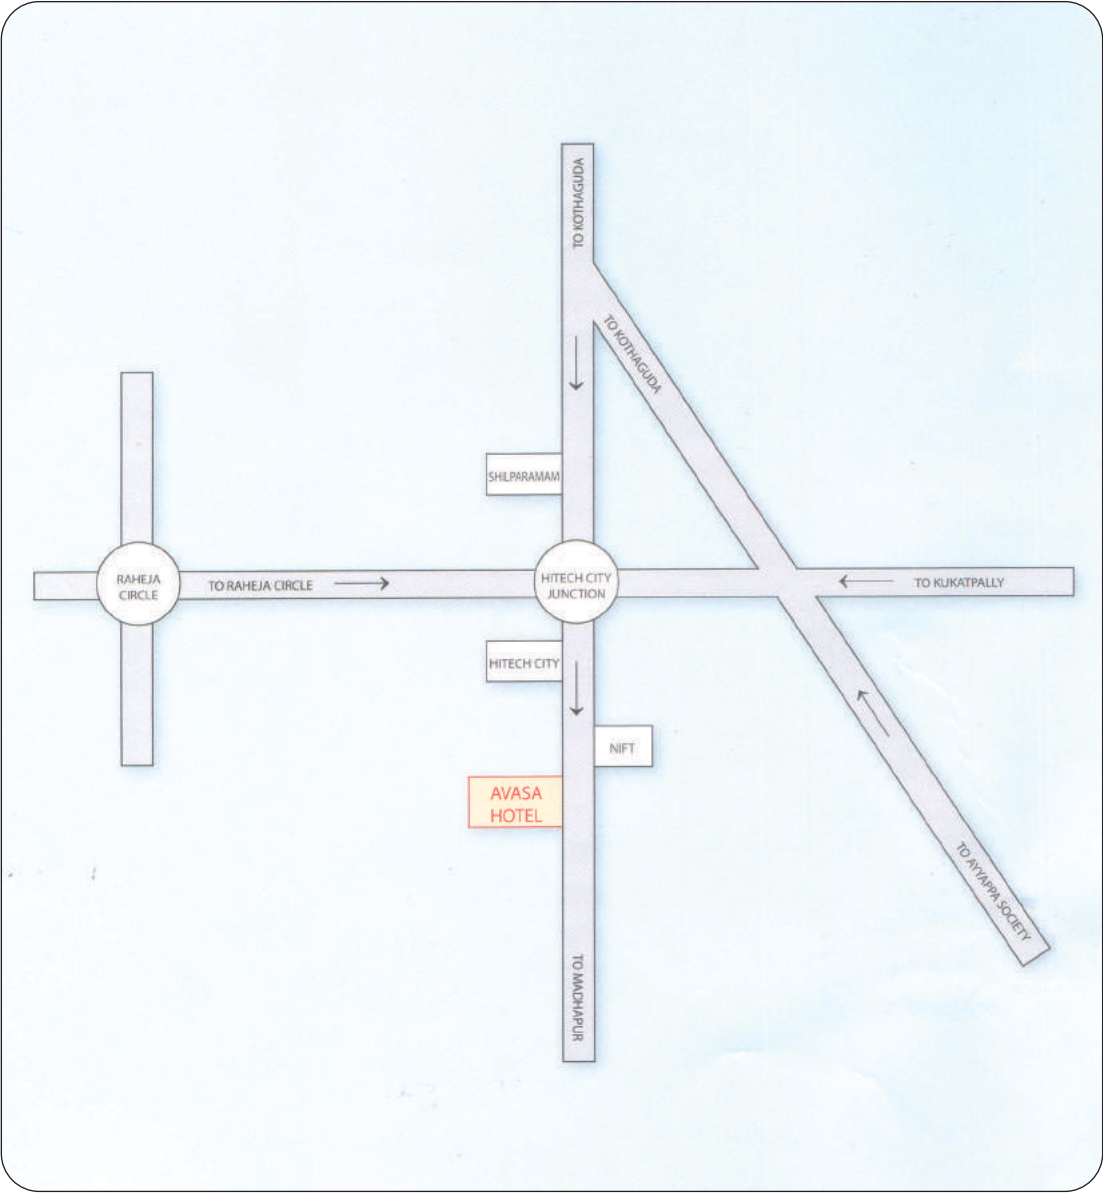 TO KOTHAGUDA
TO KOTHAGUDA
SHILPARAMAM
RAHEJA
CIRCLE
TO RAHEJA CIRCLE
HITECH CITY
JUNCTION
TO KUKATPALLY
HITECH CITY
NIFT
AVASA
HOTEL
TO AYYAPPA SOCIETY
TO MADHAPUR